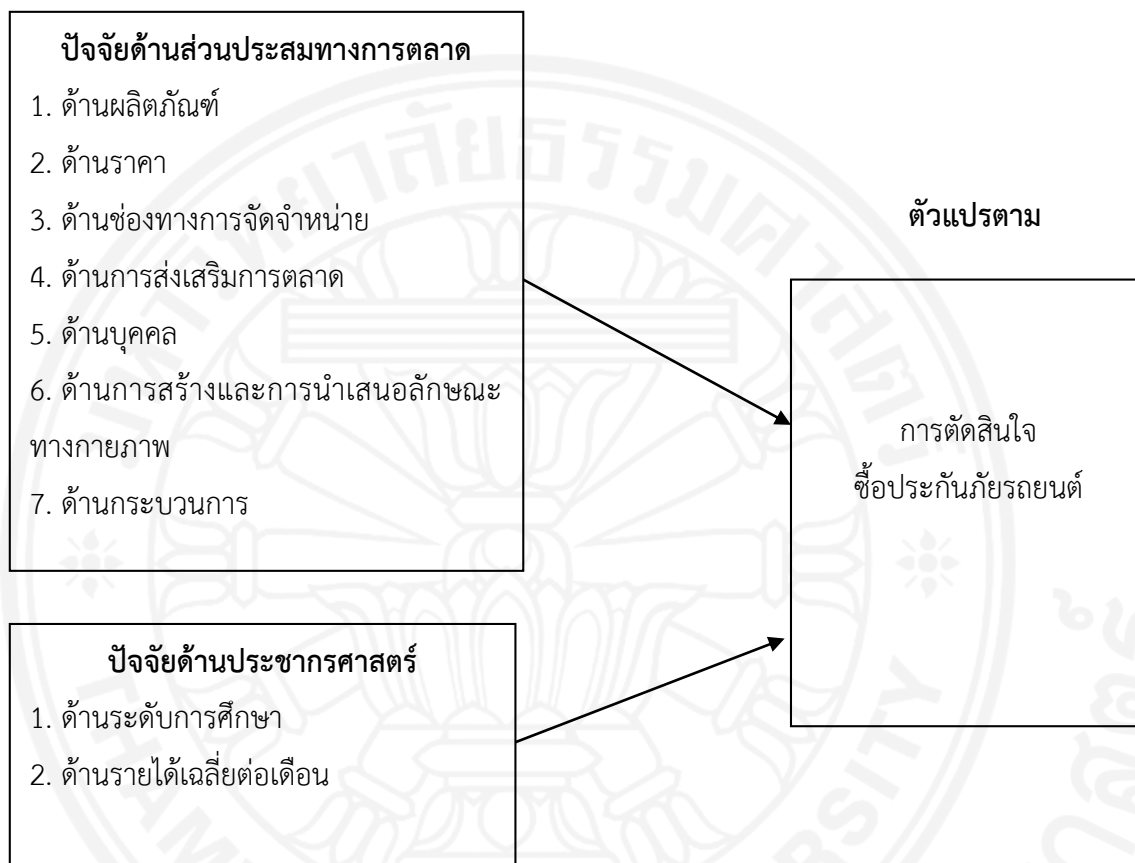 ปัจจัยด้านส่วนประสมทางการตลาด
1. ด้านผลิตภัณฑ์
2. ด้านราคา
3. ด้านช่องทางการจัดจำหน่าย
4. ด้านการส่งเสริมการตลาด
5. ด้านบุคคล
6. ด้านการสร้างและการนำเสนอลักษณะ
ทางกายภาพ
7. ด้านกระบวนการ
ตัวแปรตาม
การตัดสินใจ
ซื้อประกันภัยรถยนต์
ปัจจัยด้านประชากรศาสตร์
1. ด้านระดับการศึกษา
2. ด้านรายได้เฉลี่ยต่อเดือน